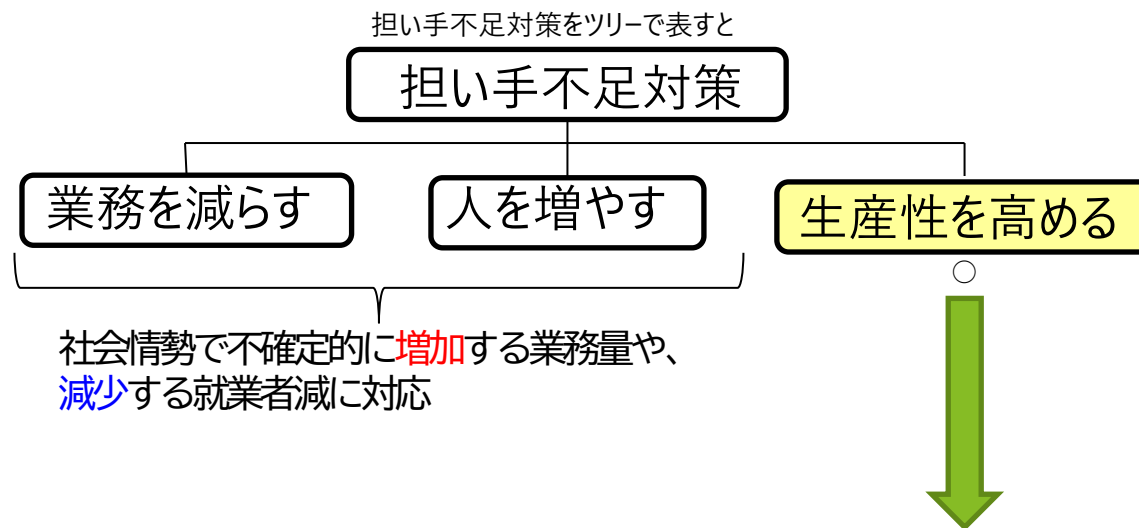 担い手不足対策をツリーで表すと
担い手不足対策
業務を減らす
人を増やす
生産性を高める
○
社会情勢で不確定的に増加する業務量や、
減少する就業者減に対応